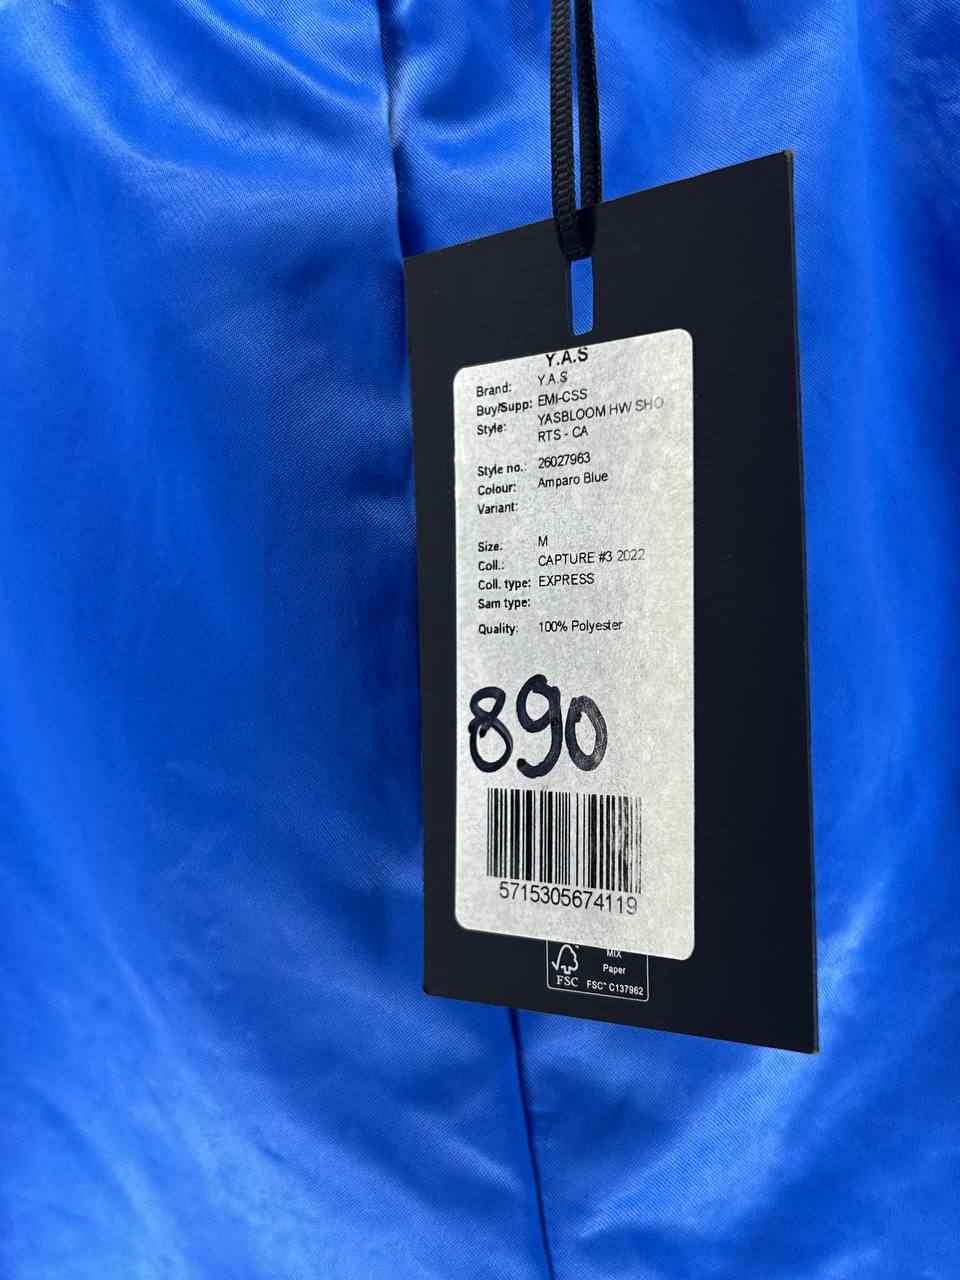 Y.A.S
Brand: Y.A.S
Buy/Supp: EMI-CSS
Style: YASBLOOM HW SHO
RTS - CA
Style no.: 26027963
Colour: Amparo Blue
Variant:
Size: M
Coll.: CAPTURE #3 2022
Coll. type: EXPRESS
Sam type:
Quality: 100% Polyester
890
5715305674119
MIX
Paper
FSC FSC™ C137962